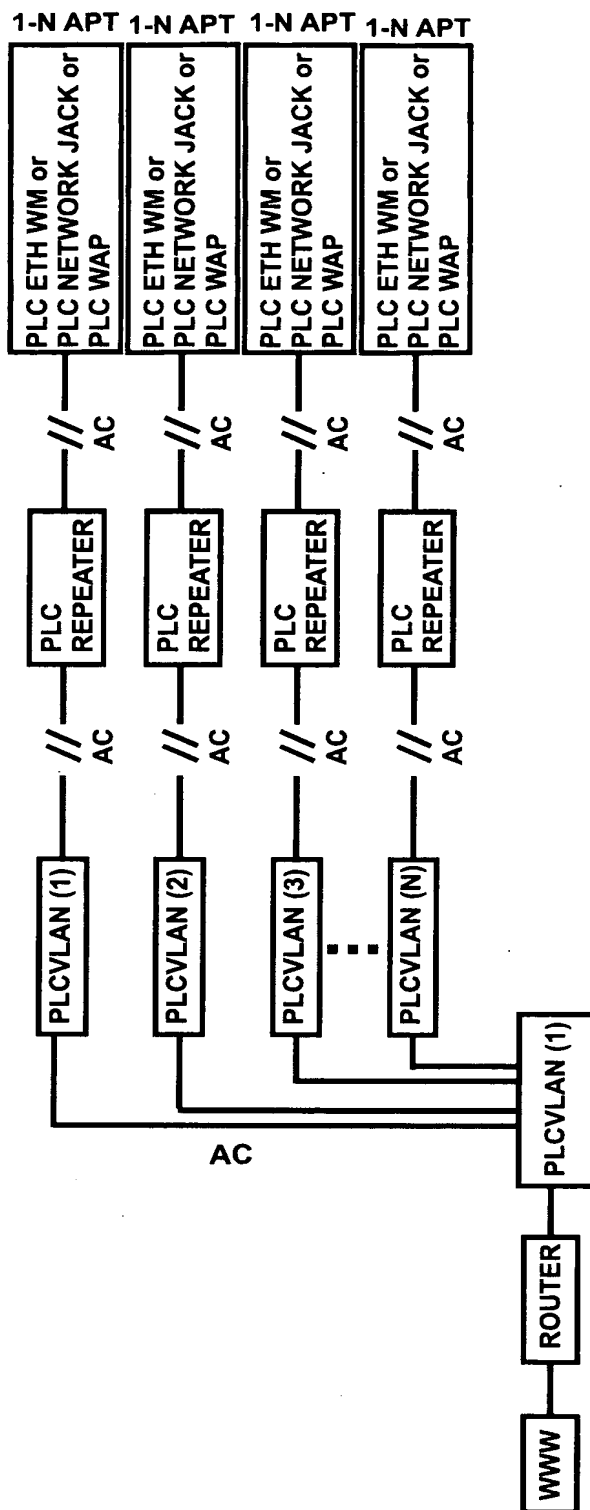 1-N APT
1-N APT
1-N APT
1-N APT
PLC ETH WM or
PLC NETWORK JACK or
PLC WAP
PLC ETH WM or
PLC NETWORK JACK or
PLC WAP
PLC ETH WM or
PLC NETWORK JACK or
PLC WAP
PLC ETH WM or
PLC NETWORK JACK or
PLC WAP
AC
AC
AC
AC
PLC
REPEATER
PLC
REPEATER
PLC
REPEATER
PLC
REPEATER
AC
AC
AC
AC
PLCVLAN (1)
PLCVLAN (2)
PLCVLAN (3)
PLCVLAN (N)
AC
PLCVLAN (1)
ROUTER
WWW